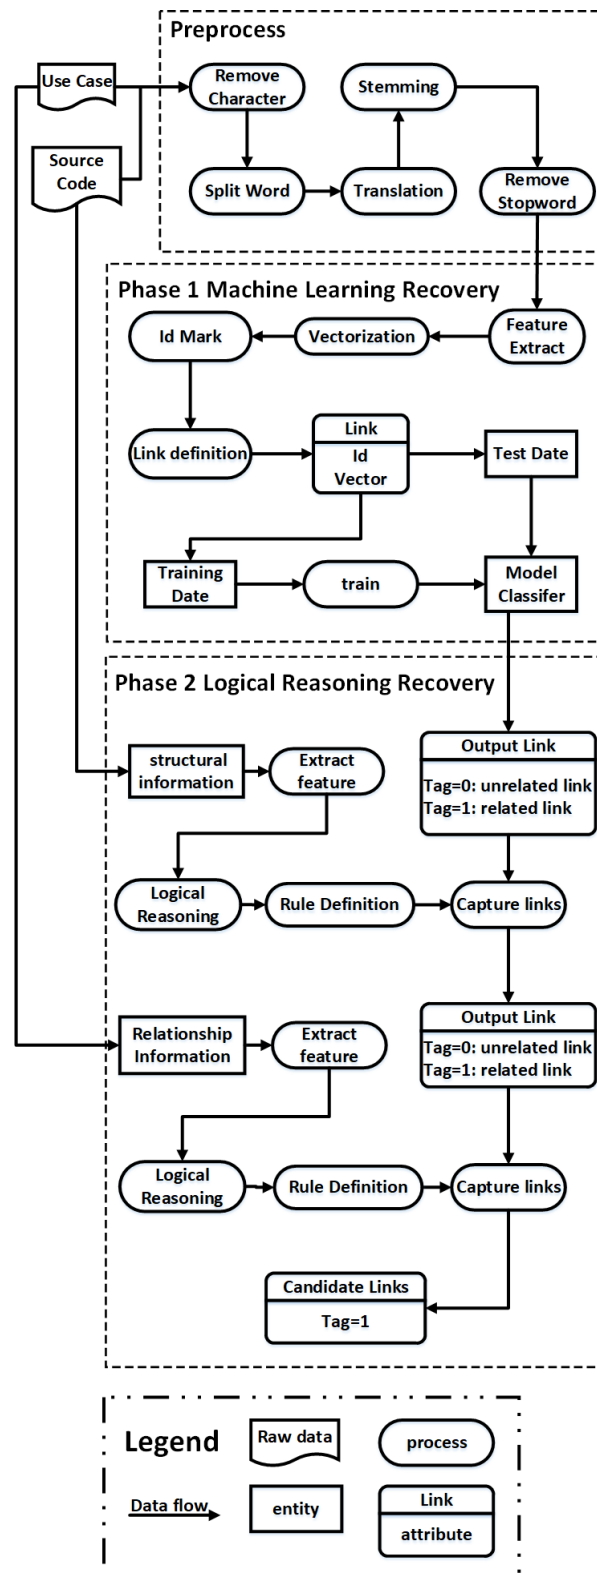 Preprocess
Use Case
Remove
Character
Stemming
Source
Code
Split Word
Translation
Remove
Stopword
Phase 1 Machine Learning Recovery
Id Mark
Vectorization
Feature
Extract
Link definition
Link
Id
Vector
Test Date
Training
Date
train
Model
Classifer
Phase 2 Logical Reasoning Recovery
structural
information
Extract
feature
Output Link
Tag=0: unrelated link
Tag=1: related link
Logical
Reasoning
Rule Definition
Capture links
Relationship
Information
Extract
feature
Output Link
Tag=0: unrelated link
Tag=1: related link
Logical
Reasoning
Rule Definition
Capture links
Candidate Links
Tag=1
Legend
Raw data
process
Data flow
entity
Link
attribute